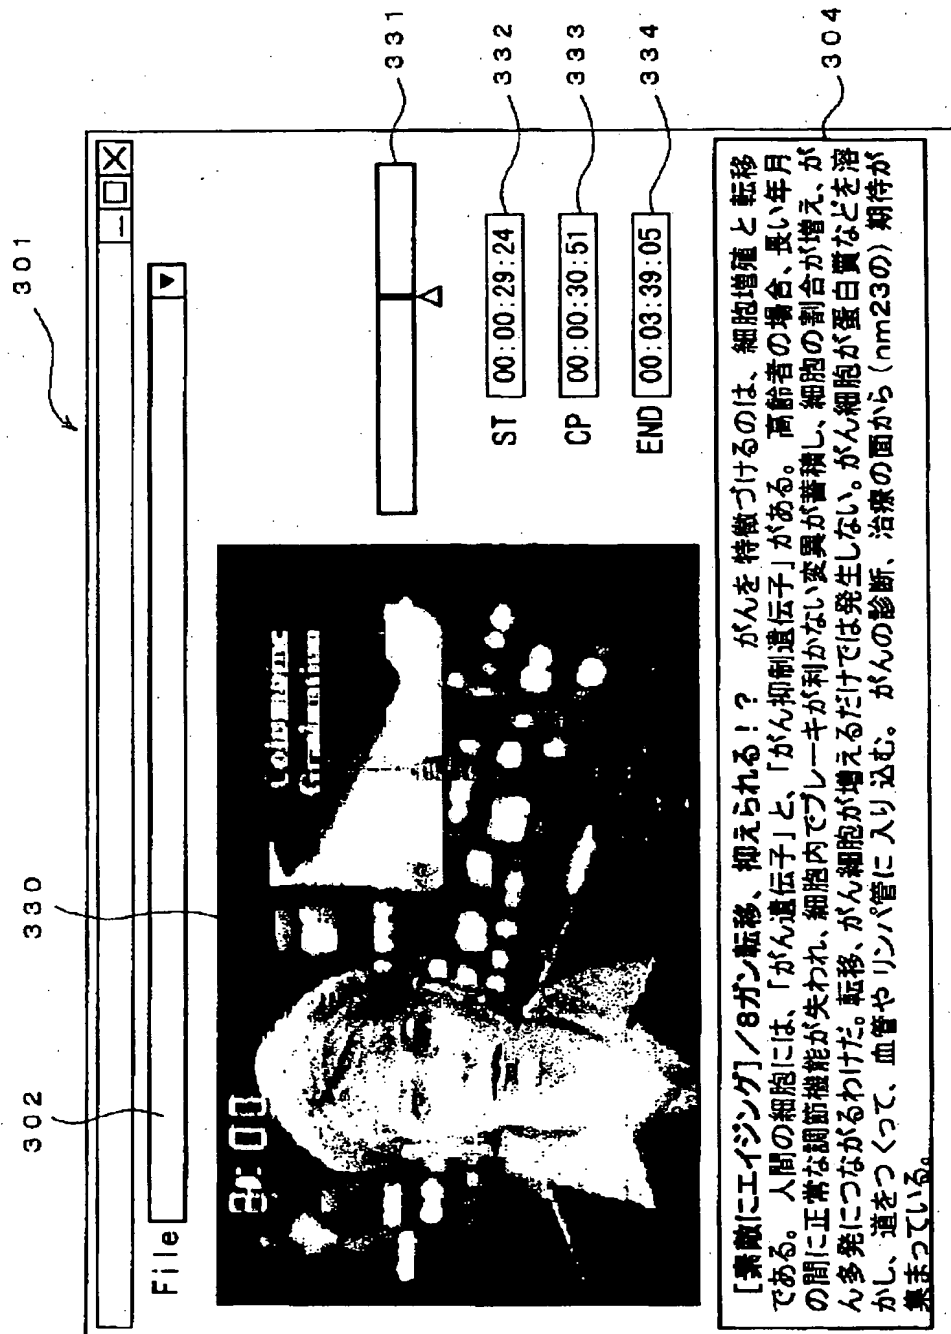 301
302
330
File
331
ST 00:00:29:24
332
CP 00:00:30:51
333
END 00:03:39:05
334
304
[素敵にエイジング]/8ガン転移、抑えられる！？　がんを特徴づけるのは、細胞増殖と転移
である。人間の細胞には、「がん遺伝子」と、「がん抑制遺伝子」がある。高齢者の場合、長い年月
の間に正常な調節機能が失われ、細胞内でブレーキが利かない変異が蓄積し、細胞の割合が増え、が
ん多発につながるわけだ。転移、がん細胞が増えるだけでは発生しない。がん細胞が蛋白質などを溶
かし、道をつくって、血管やリンパ管に入り込む。がんの診断、治療の面から（nm23の）期待が
集まっている。